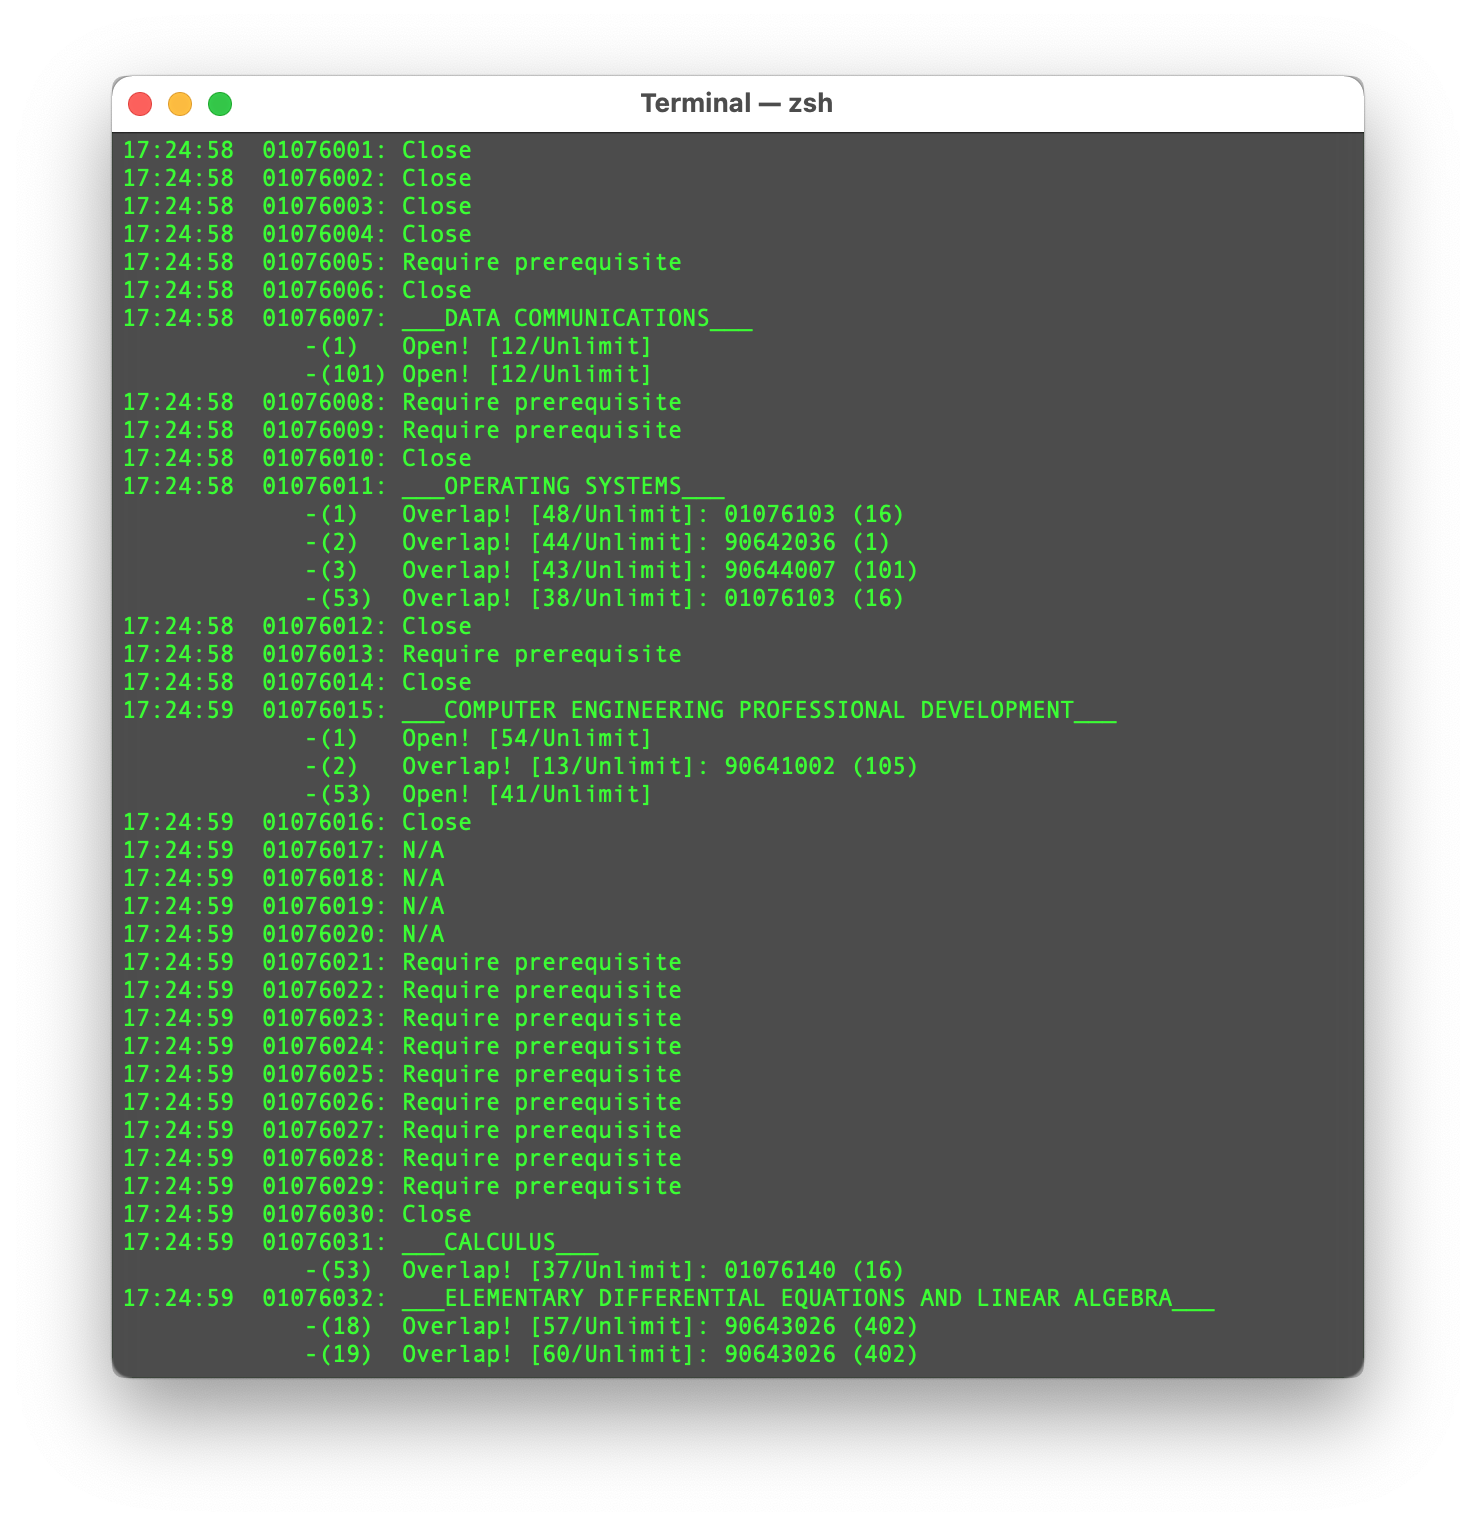 Terminal — zsh
17:24:58  01076001: Close
17:24:58  01076002: Close
17:24:58  01076003: Close
17:24:58  01076004: Close
17:24:58  01076005: Require prerequisite
17:24:58  01076006: Close
17:24:58  01076007: ___DATA COMMUNICATIONS___
             -(1)   Open! [12/Unlimit]
             -(101) Open! [12/Unlimit]
17:24:58  01076008: Require prerequisite
17:24:58  01076009: Require prerequisite
17:24:58  01076010: Close
17:24:58  01076011: ___OPERATING SYSTEMS___
             -(1)   Overlap! [48/Unlimit]: 01076103 (16)
             -(2)   Overlap! [44/Unlimit]: 90642036 (1)
             -(3)   Overlap! [43/Unlimit]: 90644007 (101)
             -(53)  Overlap! [38/Unlimit]: 01076103 (16)
17:24:58  01076012: Close
17:24:58  01076013: Require prerequisite
17:24:58  01076014: Close
17:24:59  01076015: ___COMPUTER ENGINEERING PROFESSIONAL DEVELOPMENT___
             -(1)   Open! [54/Unlimit]
             -(2)   Overlap! [13/Unlimit]: 90641002 (105)
             -(53)  Open! [41/Unlimit]
17:24:59  01076016: Close
17:24:59  01076017: N/A
17:24:59  01076018: N/A
17:24:59  01076019: N/A
17:24:59  01076020: N/A
17:24:59  01076021: Require prerequisite
17:24:59  01076022: Require prerequisite
17:24:59  01076023: Require prerequisite
17:24:59  01076024: Require prerequisite
17:24:59  01076025: Require prerequisite
17:24:59  01076026: Require prerequisite
17:24:59  01076027: Require prerequisite
17:24:59  01076028: Require prerequisite
17:24:59  01076029: Require prerequisite
17:24:59  01076030: Close
17:24:59  01076031: ___CALCULUS___
             -(53)  Overlap! [37/Unlimit]: 01076140 (16)
17:24:59  01076032: ___ELEMENTARY DIFFERENTIAL EQUATIONS AND LINEAR ALGEBRA___
             -(18)  Overlap! [57/Unlimit]: 90643026 (402)
             -(19)  Overlap! [60/Unlimit]: 90643026 (402)